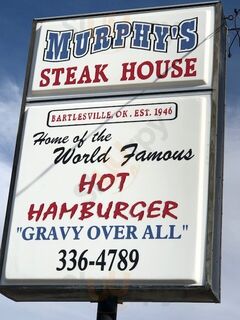 MURPHY'S
STEAK HOUSE
BARTLESVILLE, OK. EST. 1946
Home of the
World Famous
HOT
HAMBURGER
"GRAVY OVER ALL"
336-4789